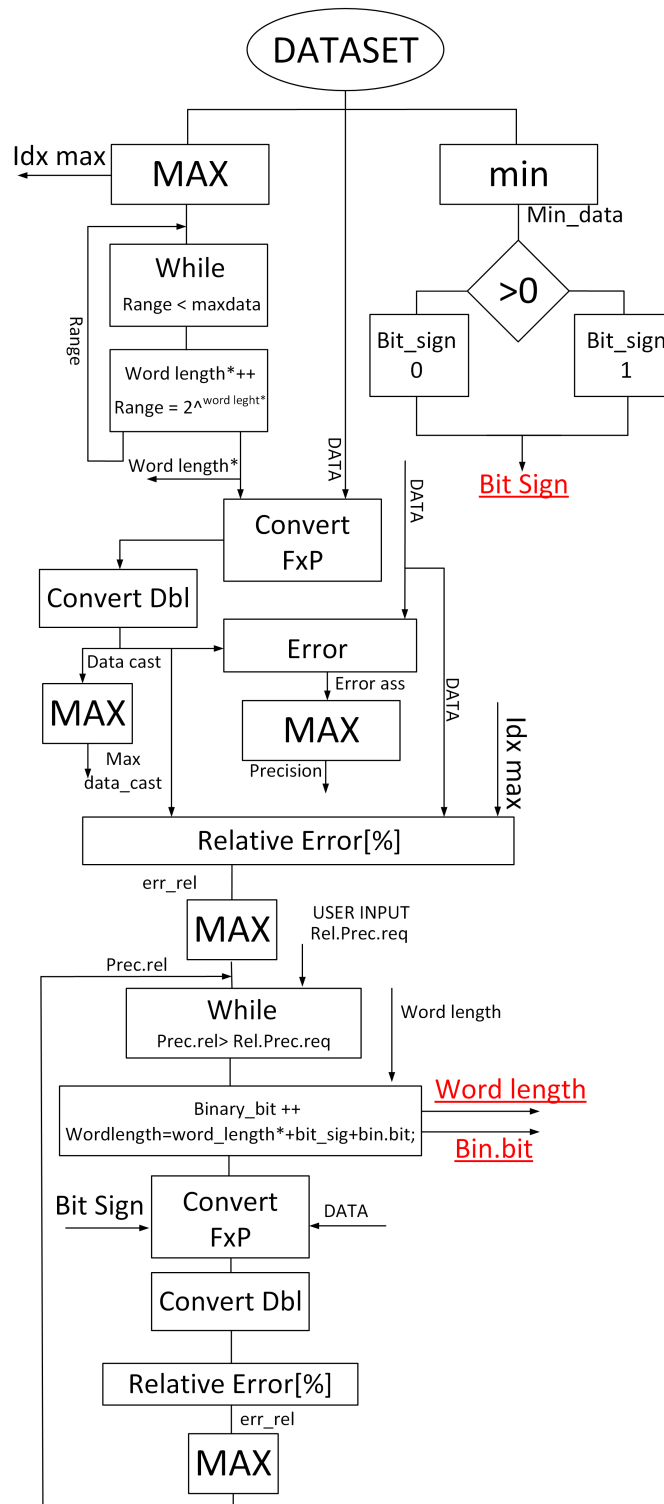 DATASET
Idx max
MAX
min
Min_data
>0
While
Range < maxdata
Range
Word length*++
Range = 2^word leght*
Bit_sign
0
Bit_sign
1
Word length*
DATA
Bit Sign
DATA
Convert
FxP
Convert Dbl
Error
Data cast
Error ass
DATA
MAX
MAX
Max
data_cast
Precision
Idx max
Relative Error[%]
err_rel
MAX
USER INPUT
Rel.Prec.req
Prec.rel
While
Prec.rel> Rel.Prec.req
Word length
Binary_bit ++
Wordlength=word_length*+bit_sig+bin.bit;
Word length
Bin.bit
Bit Sign
Convert
FxP
DATA
Convert Dbl
Relative Error[%]
err_rel
MAX